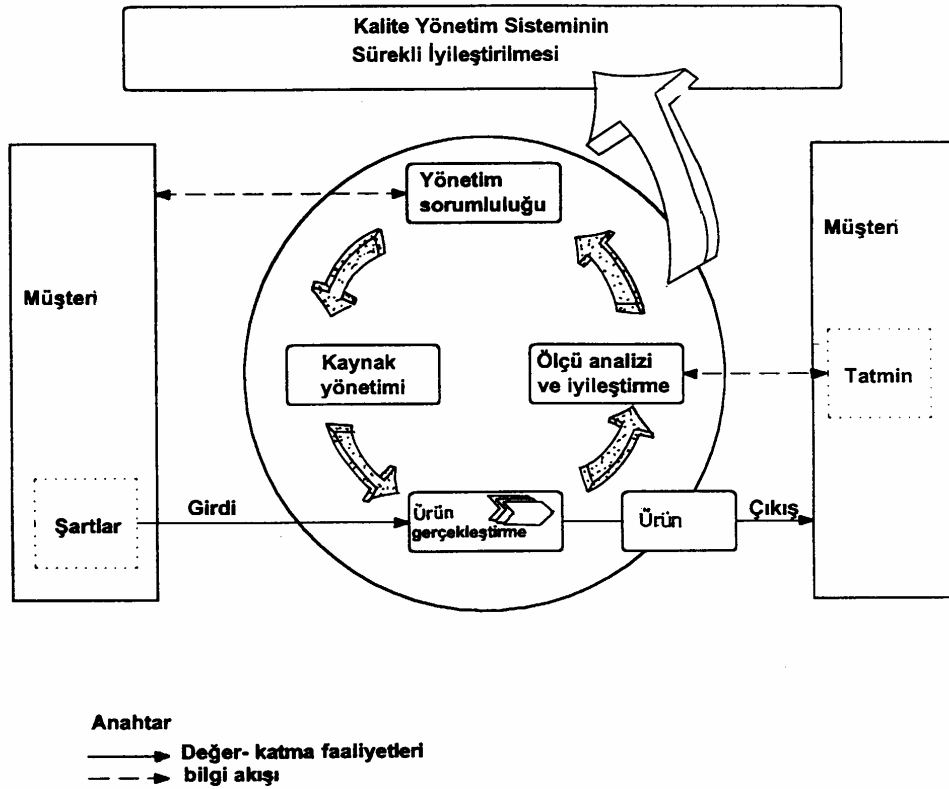 Kalite Yönetim Sisteminin
Sürekli İyileştirilmesi
Yönetim
sorumluluğu
Müşteri
Müşteri
Kaynak
yönetimi
Ölçü analizi
ve iyileştirme
Tatmin
Şartlar
Girdi
Ürün
gerçekleştirme
Ürün
Çıkış
Anahtar
Değer- katma faaliyetleri
bilgi akışı